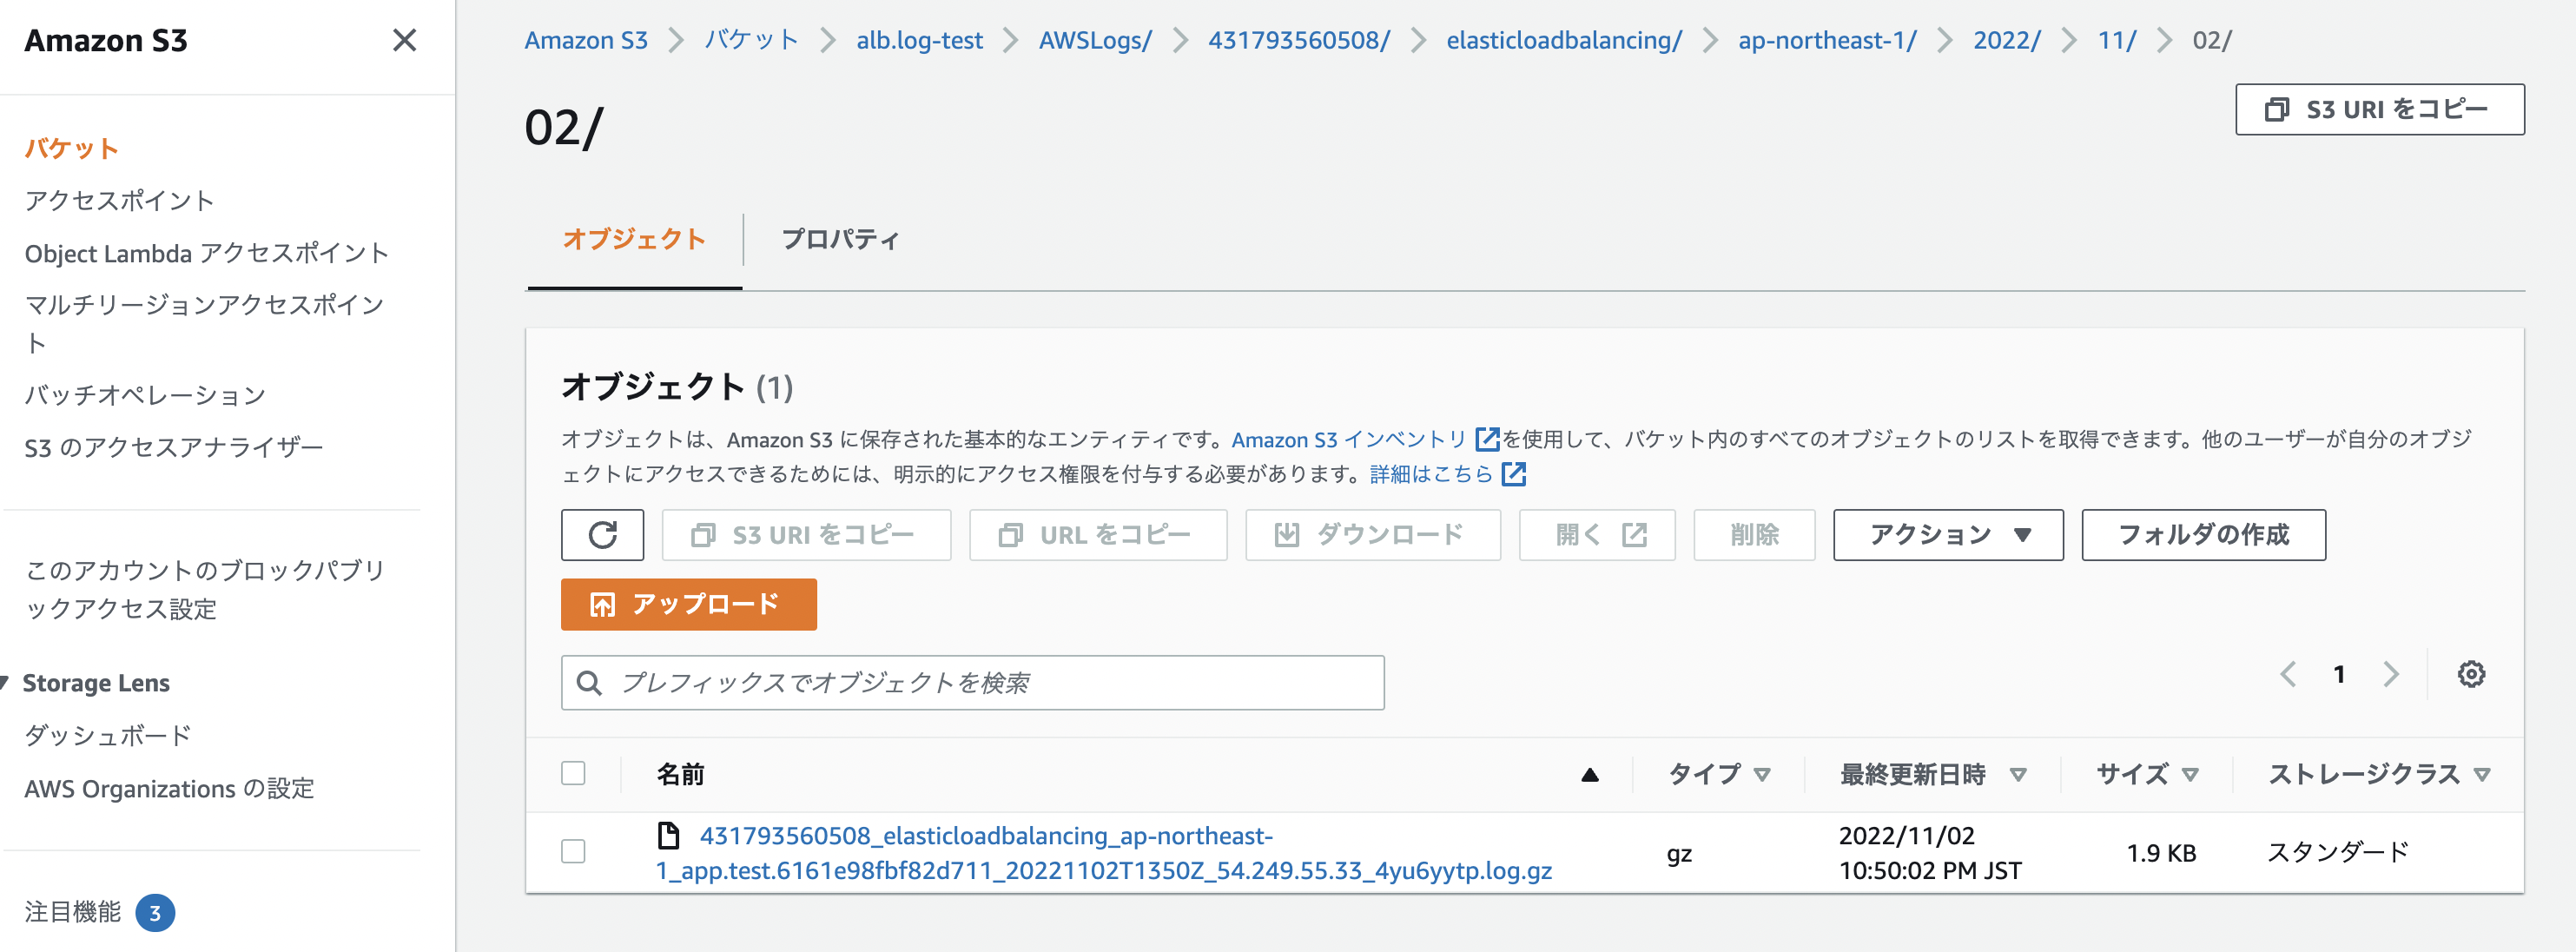 Amazon S3
バケット
アクセスポイント
Object Lambda アクセスポイント
マルチリージョンアクセスポイン
ト
バッチオペレーション
S3 のアクセスアナライザー
このアカウントのブロックパブリ
ックアクセス設定
Storage Lens
ダッシュボード
AWS Organizations の設定
注目機能 3
Amazon S3 バケット alb.log-test AWSLogs/ 431793560508/ elasticloadbalancing/ ap-northeast-1/ 2022/ 11/ 02/
02/
S3 URI をコピー
オブジェクト プロパティ
オブジェクト (1)
オブジェクトは、Amazon S3 に保存された基本的なエンティティです。Amazon S3 インベントリ を使用して、バケット内のすべてのオブジェクトのリストを取得できます。他のユーザーが自分のオブジ
ェクトにアクセスできるためには、明示的にアクセス権限を付与する必要があります。詳細はこちら
S3 URI をコピー URL をコピー ダウンロード 開く 削除 アクション フォルダの作成
アップロード
プレフィックスでオブジェクトを検索
1
名前 タイプ 最終更新日時 サイズ ストレージクラス
431793560508_elasticloadbalancing_ap-northeast-
1_app.test.6161e98fbf82d711_20221102T1350Z_54.249.55.33_4yu6yytp.log.gz
gz
2022/11/02
10:50:02 PM JST
1.9 KB
スタンダード